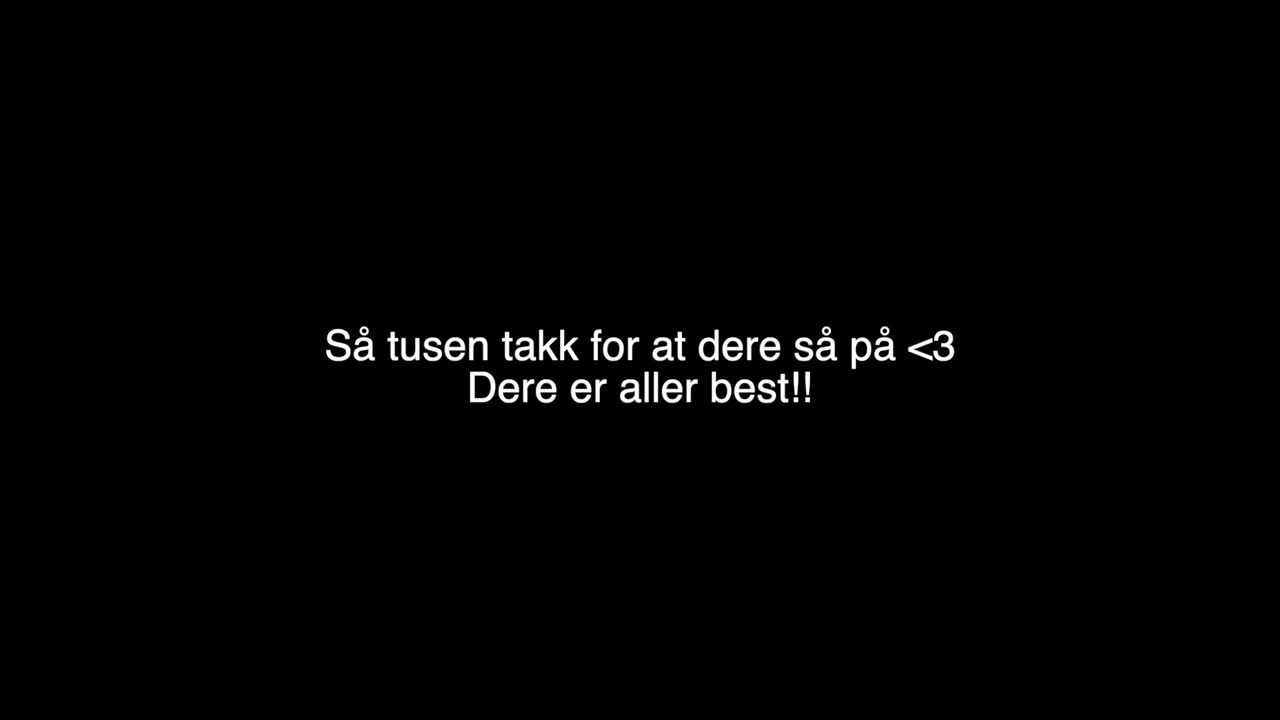 Så tusen takk for at dere så på <3
Dere er aller best!!